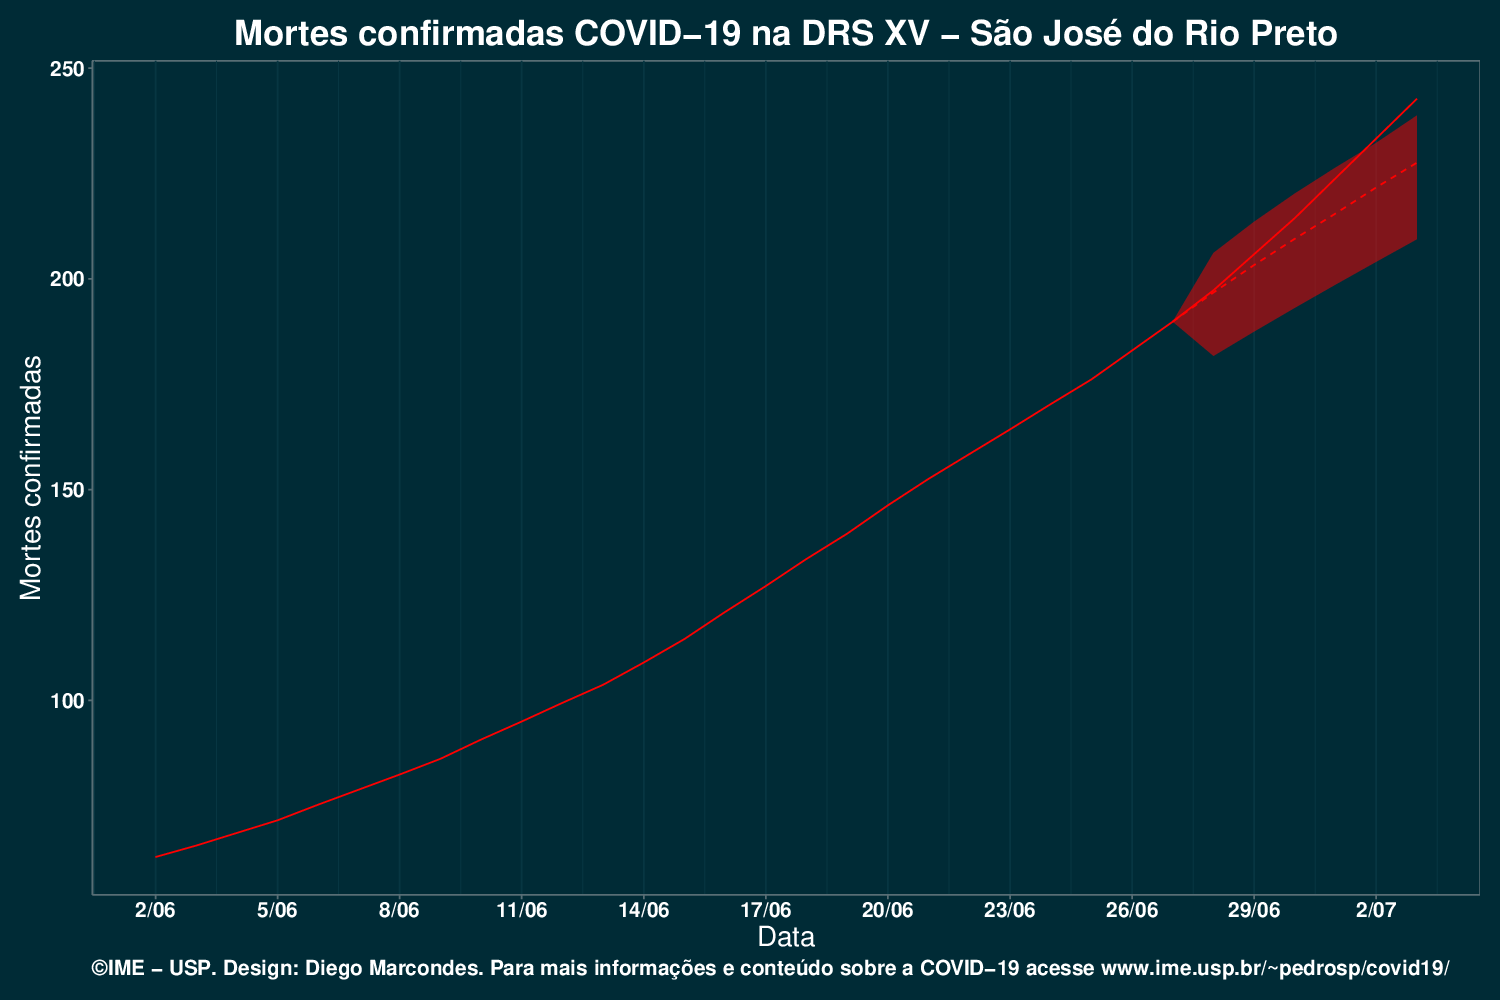 Mortes confirmadas COVID−19 na DRS XV − São José do Rio Preto
250
200
150
100
Mortes confirmadas
2/06 5/06 8/06 11/06 14/06 17/06 20/06 23/06 26/06 29/06 2/07
Data
©IME − USP. Design: Diego Marcondes. Para mais informações e conteúdo sobre a COVID−19 acesse www.ime.usp.br/~pedrosp/covid19/